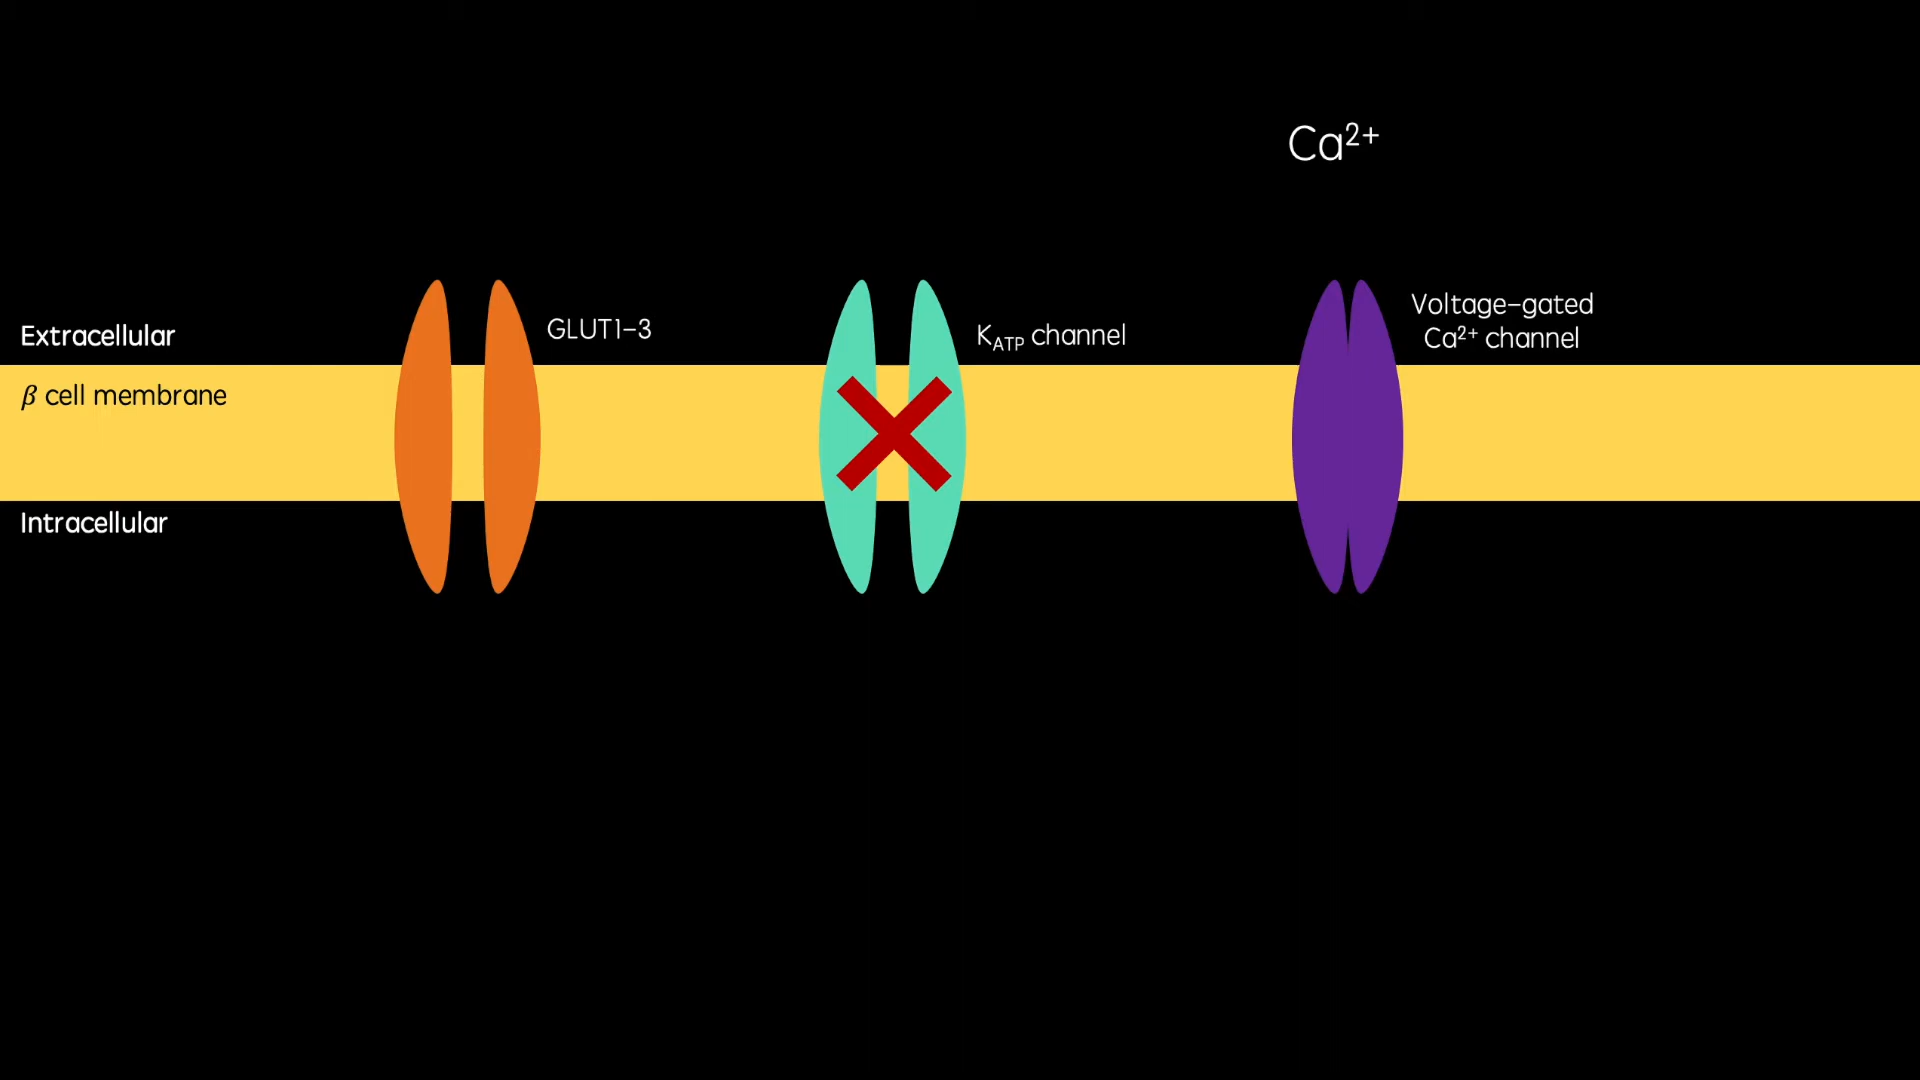 Ca²⁺
Voltage-gated
Ca²⁺ channel
GLUT1-3
K_ATP channel
Extracellular
β cell membrane
Intracellular